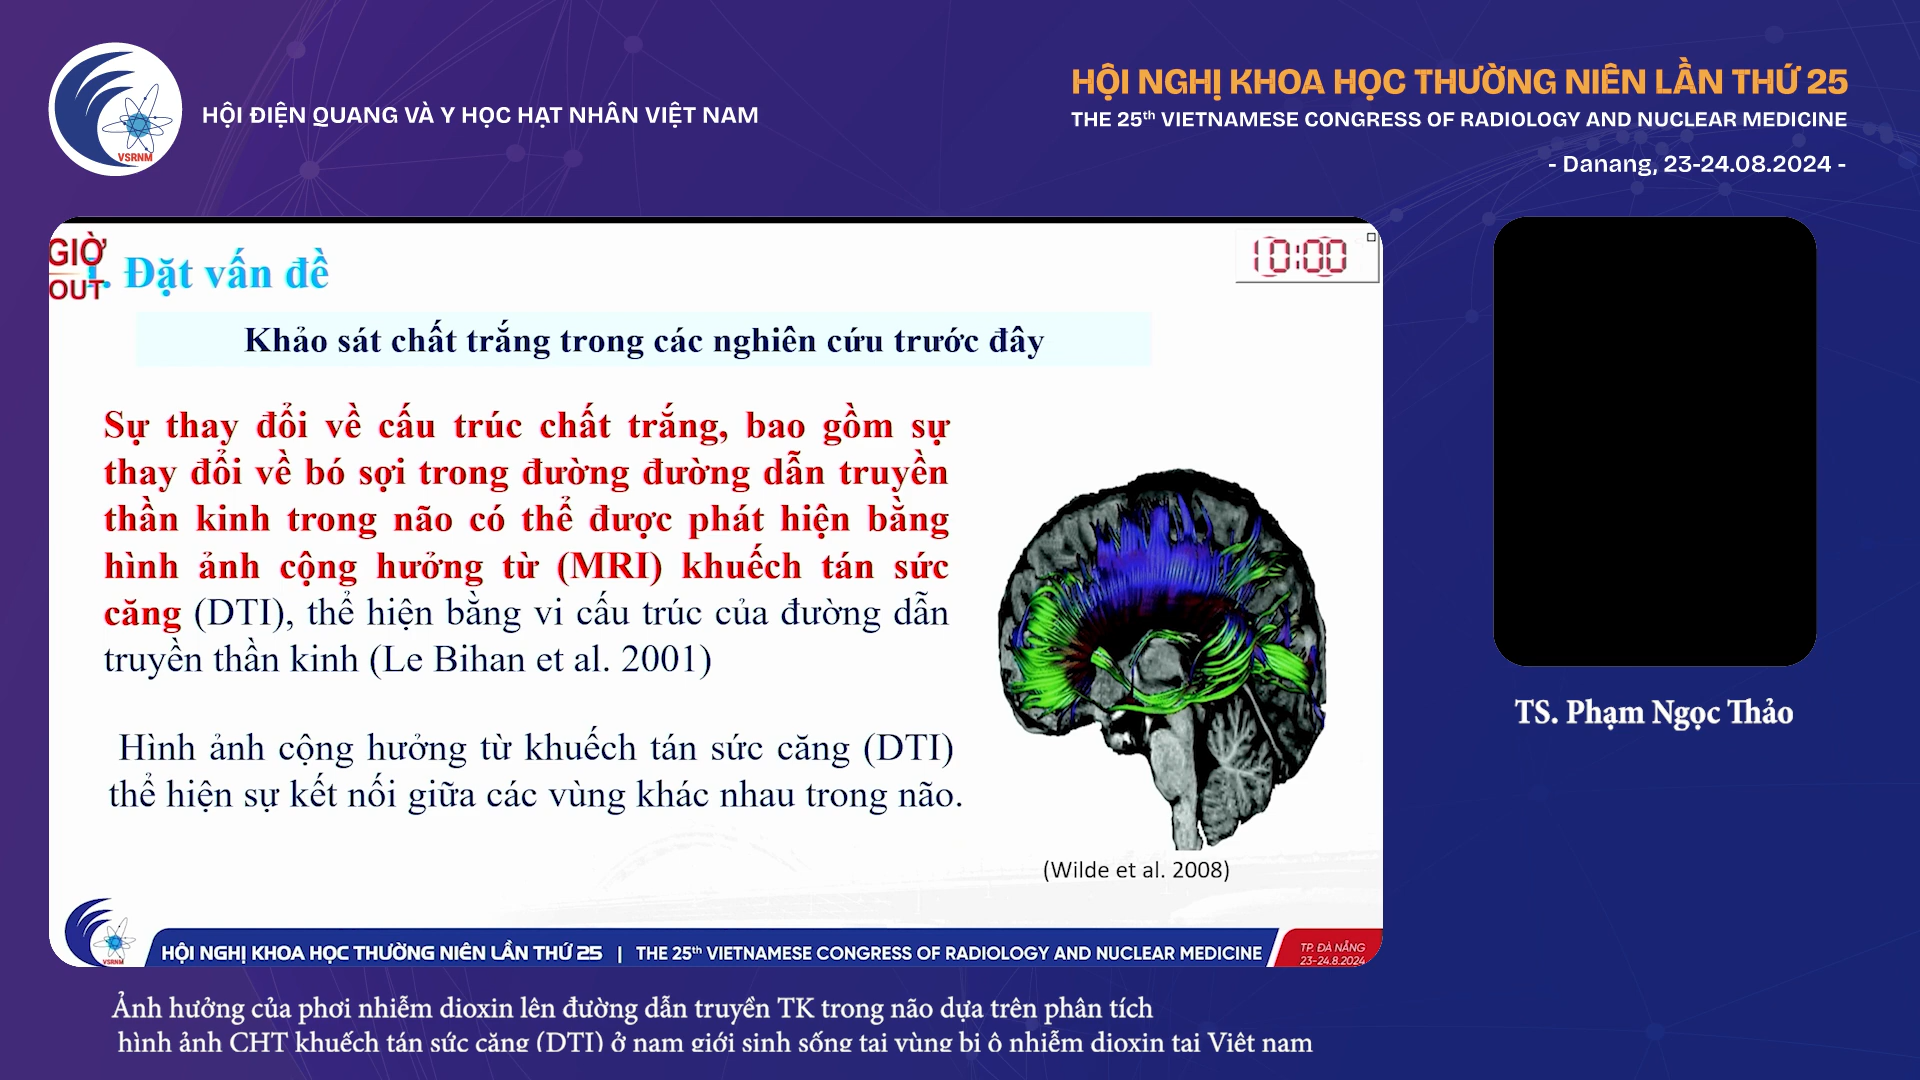 VSRNM
HỘI ĐIỆN QUANG VÀ Y HỌC HẠT NHÂN VIỆT NAM
HỘI NGHỊ KHOA HỌC THƯỜNG NIÊN LẦN THỨ 25
THE 25th VIETNAMESE CONGRESS OF RADIOLOGY AND NUCLEAR MEDICINE
- Danang, 23-24.08.2024 -
GIỜ
OUT
1. Đặt vấn đề
10:00
Khảo sát chất trắng trong các nghiên cứu trước đây
Sự thay đổi về cấu trúc chất trắng, bao gồm sự
thay đổi về bó sợi trong đường đường dẫn truyền
thần kinh trong não có thể được phát hiện bằng
hình ảnh cộng hưởng từ (MRI) khuếch tán sức
căng (DTI), thể hiện bằng vi cấu trúc của đường dẫn
truyền thần kinh (Le Bihan et al. 2001)
Hình ảnh cộng hưởng từ khuếch tán sức căng (DTI)
thể hiện sự kết nối giữa các vùng khác nhau trong não.
(Wilde et al. 2008)
VSRNM
HỘI NGHỊ KHOA HỌC THƯỜNG NIÊN LẦN THỨ 25 | THE 25th VIETNAMESE CONGRESS OF RADIOLOGY AND NUCLEAR MEDICINE
TP. ĐÀ NẴNG
23-24.8.2024
TS. Phạm Ngọc Thảo
Ảnh hưởng của phơi nhiễm dioxin lên đường dẫn truyền TK trong não dựa trên phân tích
hình ảnh CHT khuếch tán sức căng (DTI) ở nam giới sinh sống tại vùng bị ô nhiễm dioxin tại Việt nam